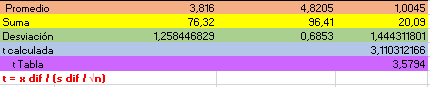 Promedio 3,816 4,8205 1,0045
Suma 76,32 96,41 20,09
Desviación 1,258446829 0,6853 1,444311801
t calculada 3,110312166
t Tabla 3,5794
t = x dif / (s dif / √n)